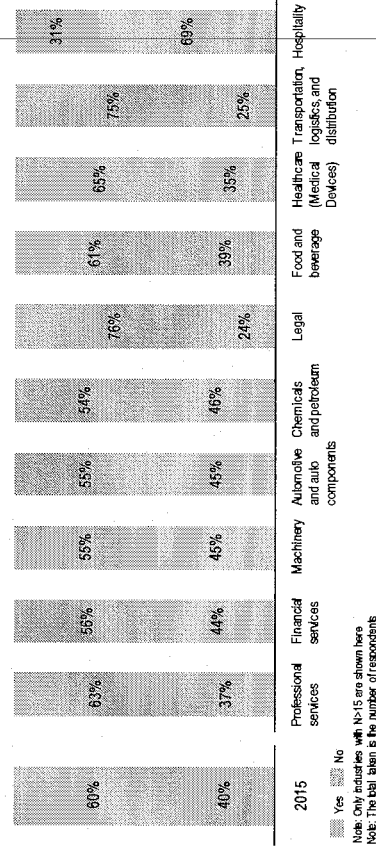 60% 63% 56% 55% 55% 54% 76% 61% 65% 75% 31%
40% 37% 44% 45% 45% 46% 24% 39% 35% 25% 69%
2015
Professional
services
Financial
services
Machinery
Automotive
and auto
components
Chemicals
and petroleum
Legal
Food and
beverage
Healthcare
(Medical
Devices)
Transportation,
logistics, and
distribution
Hospitality
Yes No
Note: Only industries with N>15 are shown here
Note: The total taken is the number of respondents